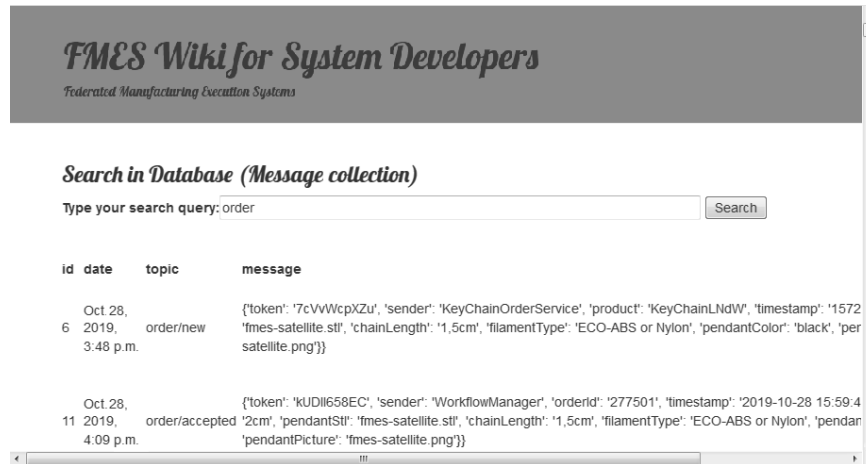 FMES Wiki for System Developers
Federated Manufacturing Execution Systems
Search in Database (Message collection)
Type your search query: order Search
id date topic message
6 Oct. 28, 2019, 3:48 p.m. order/new {'token': '7cVvWcpXZu', 'sender': 'KeyChainOrderService', 'product': 'KeyChainLNdW', 'timestamp': '1572
'fmes-satellite.stl', 'chainLength': '1,5cm', 'filamentType': 'ECO-ABS or Nylon', 'pendantColor': 'black', 'per
satellite.png'}}
11 Oct. 28, 2019, 4:09 p.m. order/accepted {'token': 'kUDll658EC', 'sender': 'WorkflowManager', 'orderId': '277501', 'timestamp': '2019-10-28 15:59:4
'2cm', 'pendantStl': 'fmes-satellite.stl', 'chainLength': '1,5cm', 'filamentType': 'ECO-ABS or Nylon', 'pendan
'pendantPicture': 'fmes-satellite.png'}}